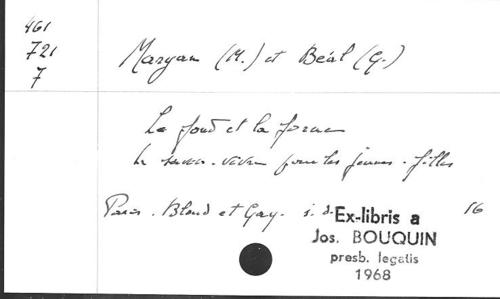 461
721
7
Maryan (M.) et Béal (G.)
Le fond et la forme
Le savoir-vivre pour les jeunes-filles
Paris. Bloud et Gay. s. d. 16
Ex-libris a
Jos. BOUQUIN
presb. legatis
1968